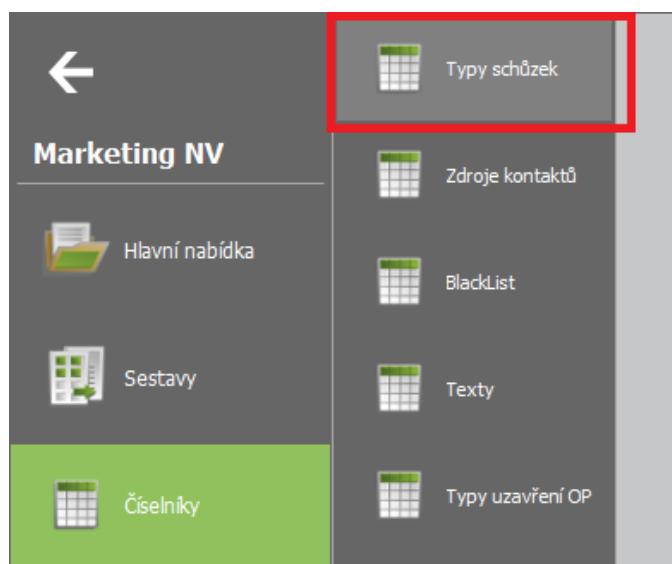 Marketing NV
Hlavní nabídka
Sestavy
Číselníky
Typy schůzek
Zdroje kontaktů
BlackList
Texty
Typy uzavření OP